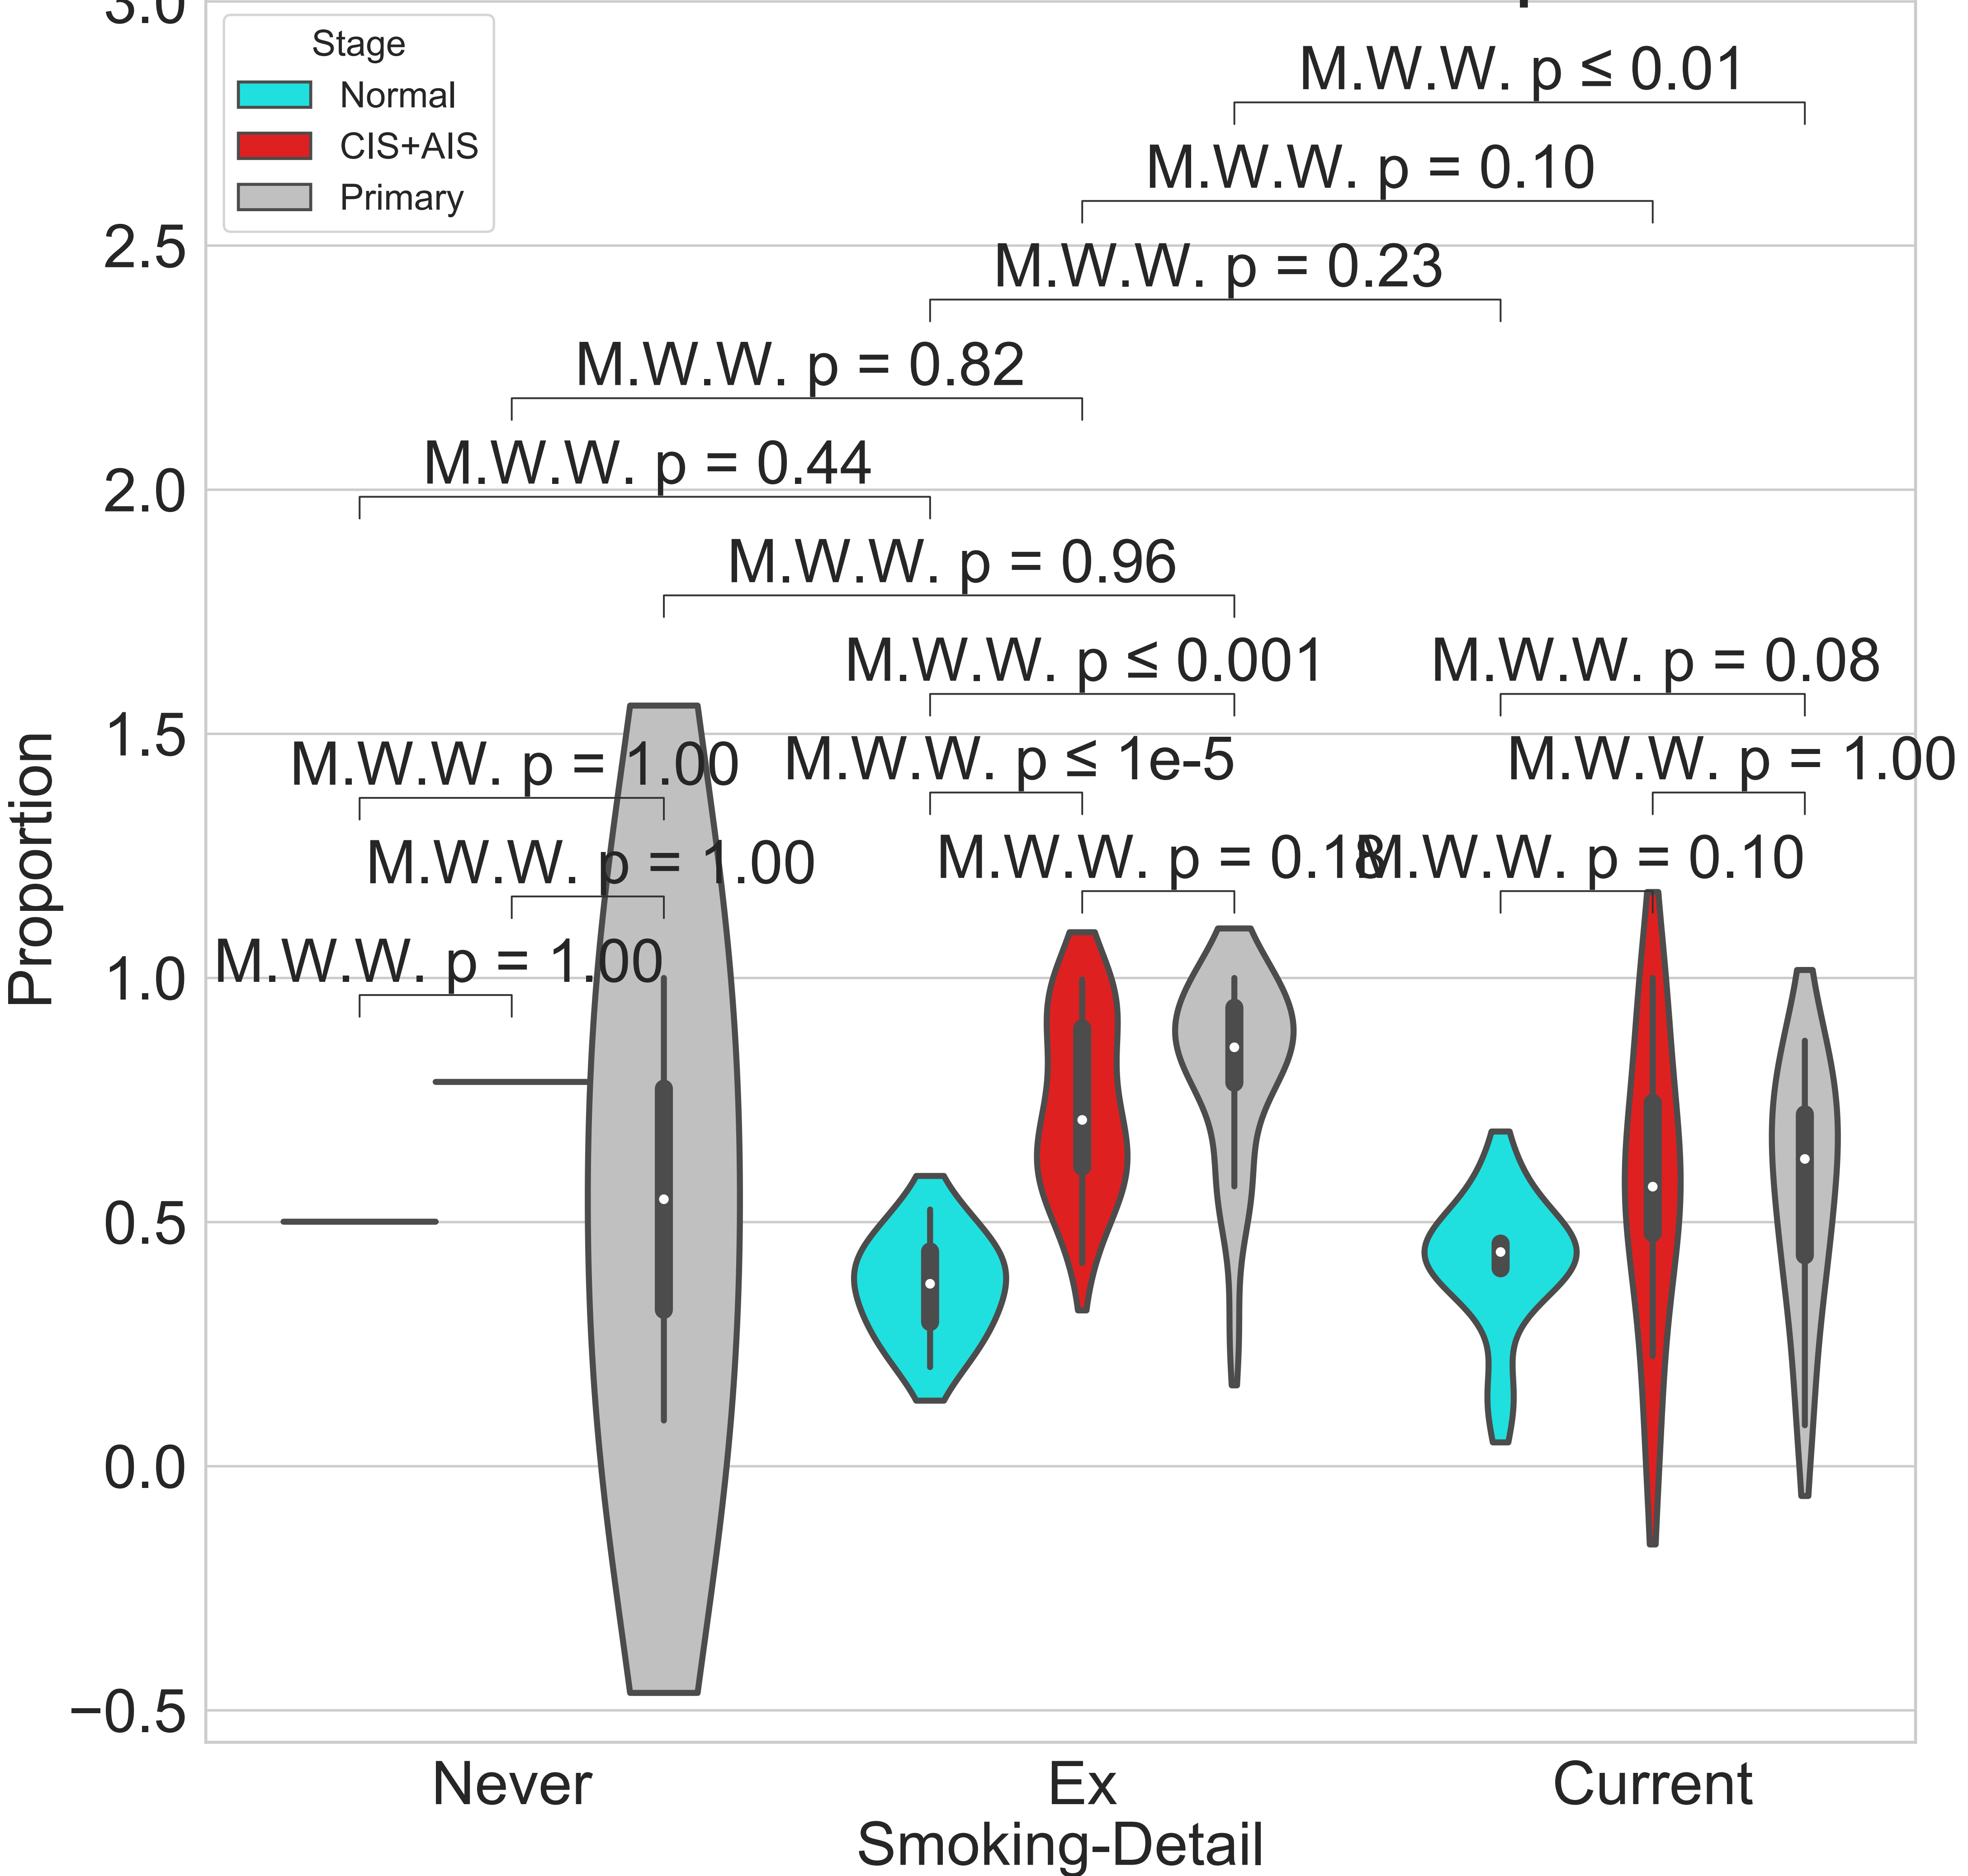 3.0
Stage
Normal
CIS+AIS
Primary
M.W.W. p ≤ 0.01
M.W.W. p = 0.10
2.5
M.W.W. p = 0.23
M.W.W. p = 0.82
2.0
M.W.W. p = 0.44
M.W.W. p = 0.96
M.W.W. p ≤ 0.001
M.W.W. p = 0.08
1.5
M.W.W. p = 1.00
M.W.W. p ≤ 1e-5
M.W.W. p = 1.00
M.W.W. p = 1.00
M.W.W. p = 0.18
M.W.W. p = 0.10
1.0
M.W.W. p = 1.00
Proportion
0.5
0.0
−0.5
Never
Ex
Current
Smoking-Detail